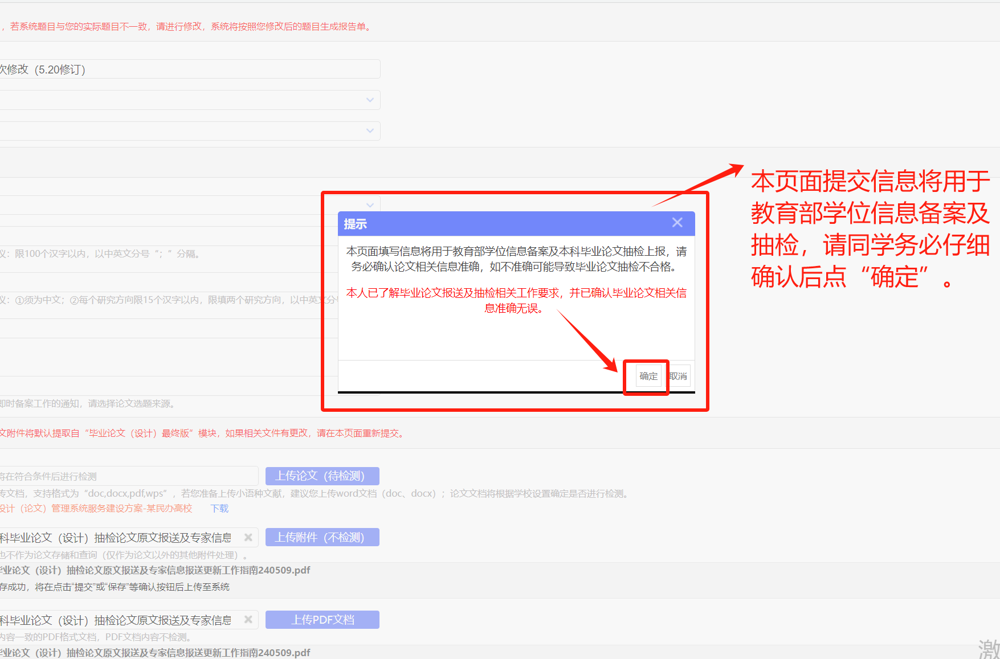 ，若系统题目与您的实际题目不一致，请进行修改，系统将按照您修改后的题目生成报告单。
次修改（5.20修订）
本页面提交信息将用于
教育部学位信息备案及
抽检，请同学务必仔细
确认后点“确定”。
提示
本页面填写信息将用于教育部学位信息备案及本科毕业论文抽检上报，请
务必确认论文相关信息准确，如不准确可能导致毕业论文抽检不合格。
本人已了解毕业论文报送及抽检相关工作要求，并已确认毕业论文相关信
息准确无误。
确定 取消
议：限100个汉字以内，以中英文分号“；”分隔。
议：①须为中文；②每个研究方向限15个汉字以内，限填两个研究方向，以中英文分号
即时备案工作的通知，请选择论文选题来源。
文附件将默认提取自“毕业论文（设计）最终版”模块，如果相关文件有更改，请在本页面重新提交。
将在符合条件后进行检测 上传论文（待检测）
传文档，支持格式为“doc,docx,pdf,wps”，若您准备上传小语种文献，建议您上传word文档（doc、docx）；论文文档将根据学校设置确定是否进行检测。
设计（论文）管理系统服务建设方案-某民办高校 下载
科毕业论文（设计）抽检论文原文报送及专家信息 上传附件（不检测）
也不作为论文存储和查询（仅作为论文以外的其他附件处理）。
毕业论文（设计）抽检论文原文报送及专家信息报送更新工作指南240509.pdf
存成功，将在点击“提交”或“保存”等确认按钮后上传至系统
科毕业论文（设计）抽检论文原文报送及专家信息 上传PDF文档
内容一致的PDF格式文档，PDF文档内容不检测。
毕业论文（设计）抽检论文原文报送及专家信息报送更新工作指南240509.pdf
激